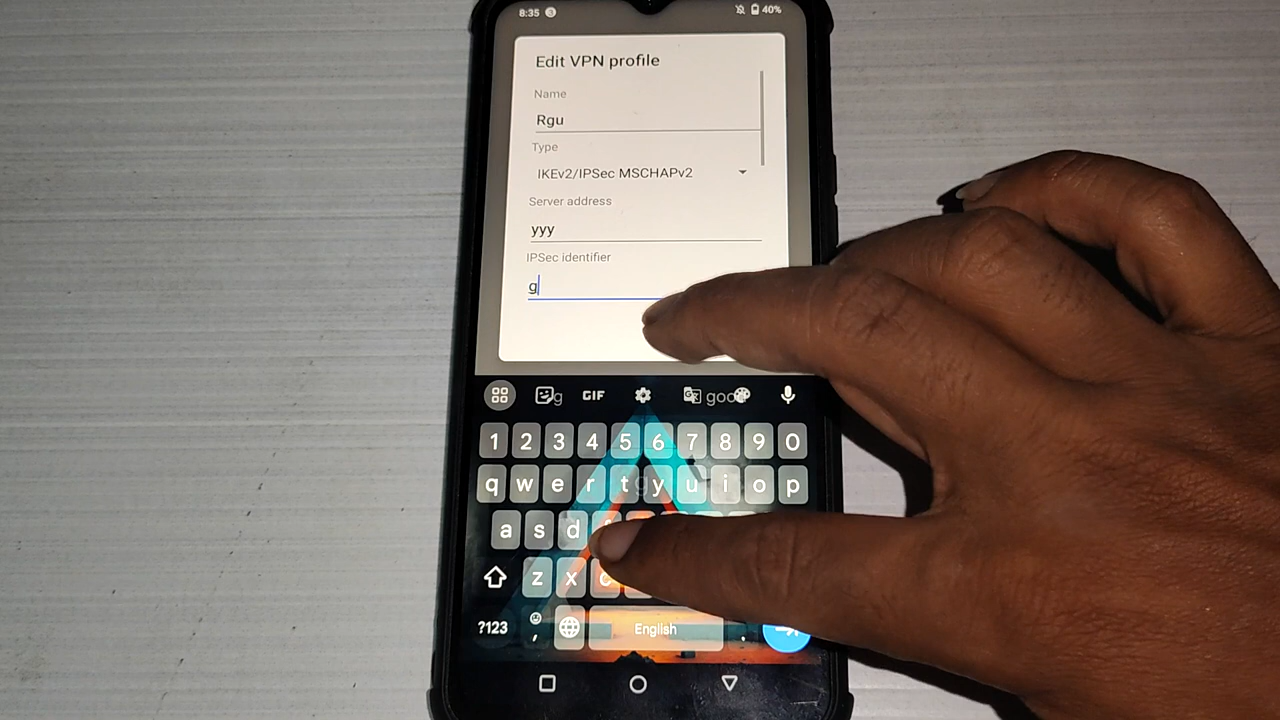 8:35
40%
Edit VPN profile
Name
Rgu
Type
IKEv2/IPSec MSCHAPv2
Server address
yyy
IPSec identifier
g
g GIF goo
1 2 3 4 5 6 7 8 9 0
q w e r t y u i o p
a s d
z x c
?123 , English .